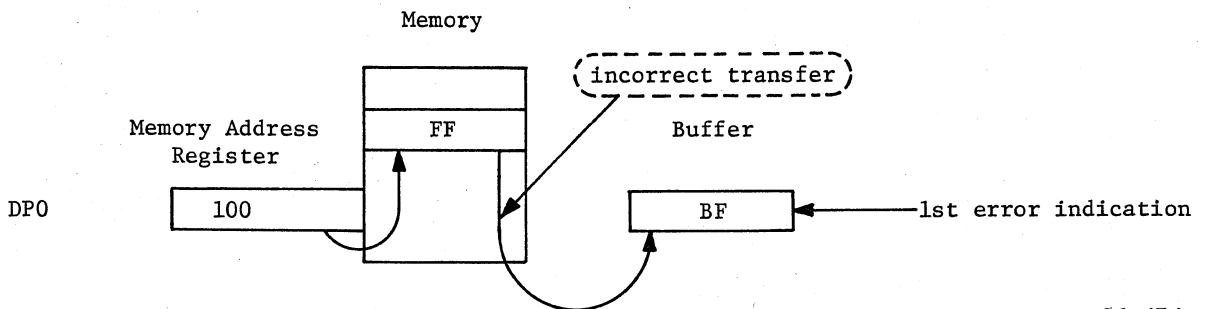 Memory
incorrect transfer
Memory Address
Register
FF
Buffer
DPO
100
BF
1st error indication